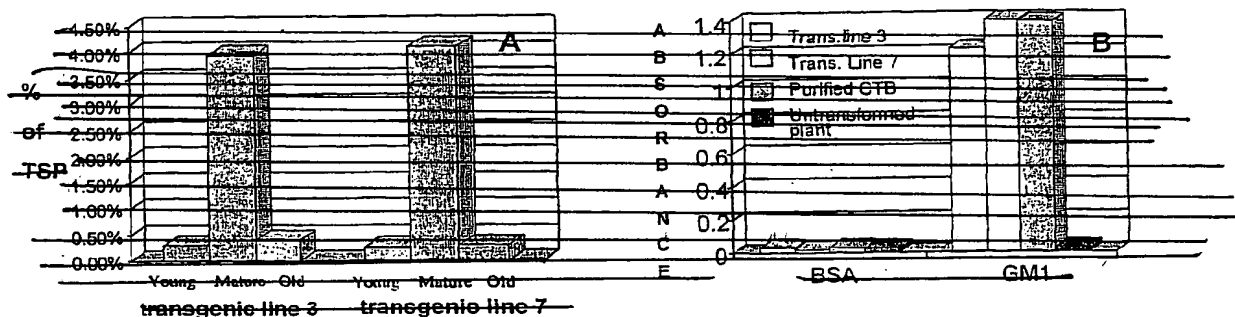 A
4.50%
4.00%
3.50%
3.00%
2.50%
2.00%
1.50%
1.00%
0.50%
0.00%
% of TSP
Young Mature Old Young Mature Old
transgenic line 3 transgenic line 7
B
ABSORBANCE
1.4
1.2
1
0.8
0.6
0.4
0.2
0
Trans.line 3
Trans. Line 7
Purified CTB
Untransformed
plant
BSA GM1